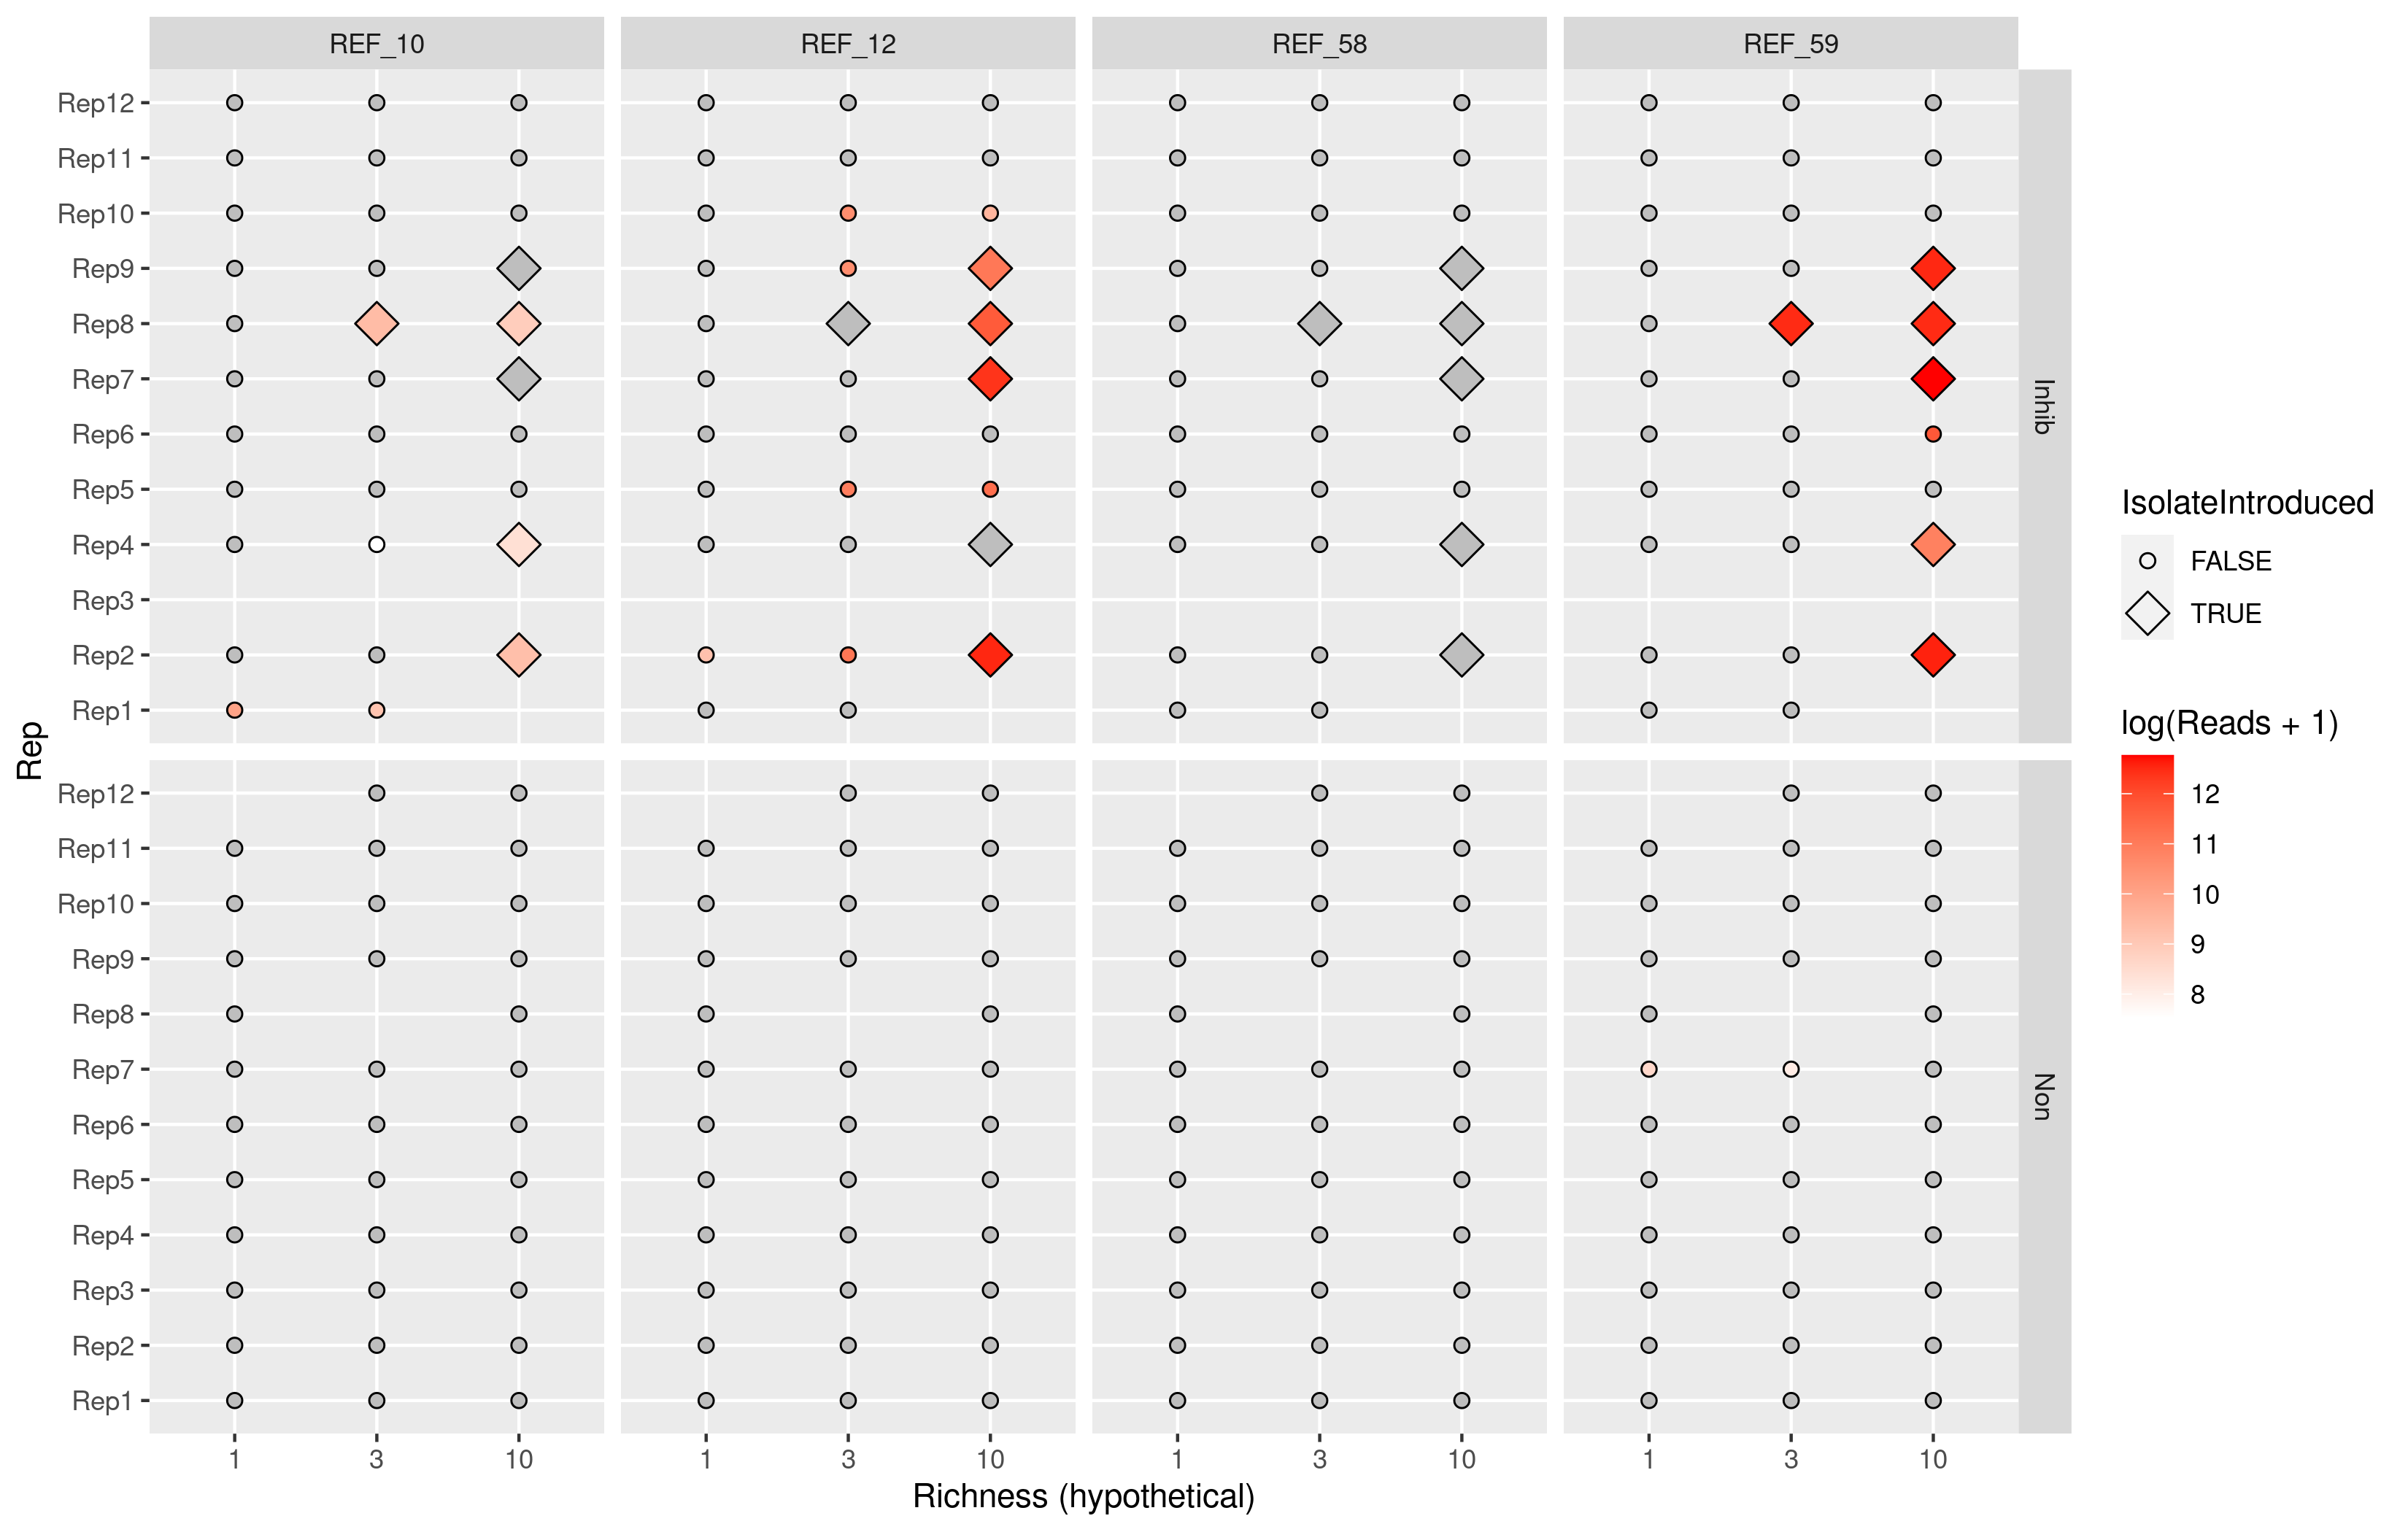 REF_10 REF_12 REF_58 REF_59
Rep12
Rep11
Rep10
Rep9
Rep8
Rep7
Rep6
Rep5
Rep4
Rep3
Rep2
Rep1
Inhib
Rep
Rep12
Rep11
Rep10
Rep9
Rep8
Rep7
Rep6
Rep5
Rep4
Rep3
Rep2
Rep1
Non
1 3 10 1 3 10 1 3 10 1 3 10
Richness (hypothetical)
IsolateIntroduced
FALSE
TRUE
log(Reads + 1)
12
11
10
9
8